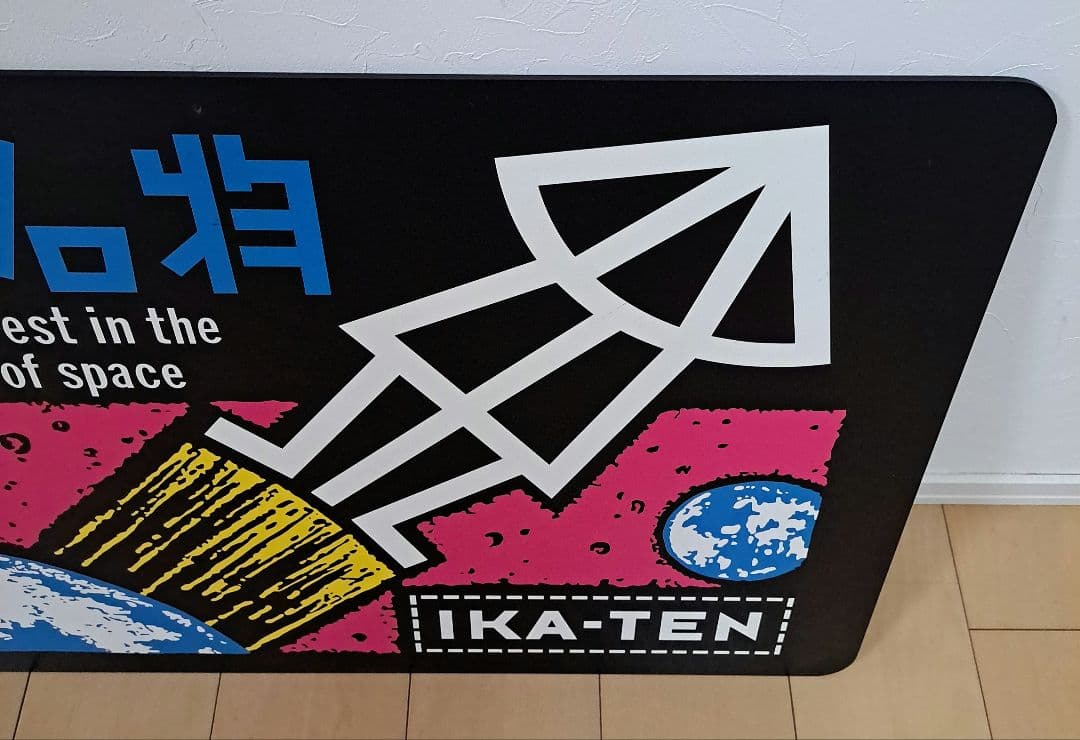 est in the
of space
IKA-TEN